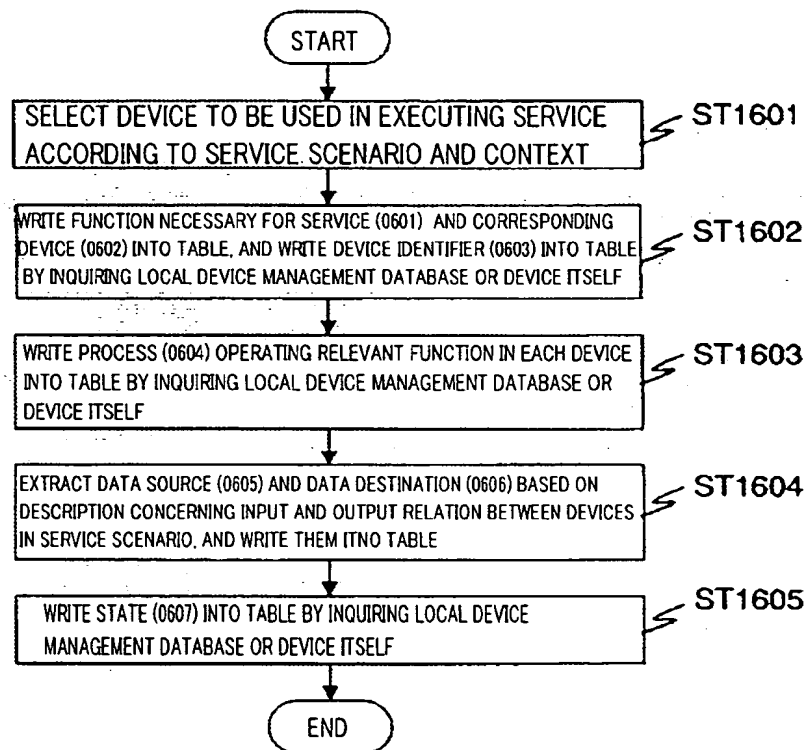 START
SELECT DEVICE TO BE USED IN EXECUTING SERVICE
ACCORDING TO SERVICE SCENARIO AND CONTEXT
ST1601
WRITE FUNCTION NECESSARY FOR SERVICE (0601) AND CORRESPONDING
DEVICE (0602) INTO TABLE, AND WRITE DEVICE IDENTIFIER (0603) INTO TABLE
BY INQUIRING LOCAL DEVICE MANAGEMENT DATABASE OR DEVICE ITSELF
ST1602
WRITE PROCESS (0604) OPERATING RELEVANT FUNCTION IN EACH DEVICE
INTO TABLE BY INQUIRING LOCAL DEVICE MANAGEMENT DATABASE OR
DEVICE ITSELF
ST1603
EXTRACT DATA SOURCE (0605) AND DATA DESTINATION (0606) BASED ON
DESCRIPTION CONCERNING INPUT AND OUTPUT RELATION BETWEEN DEVICES
IN SERVICE SCENARIO, AND WRITE THEM ITNO TABLE
ST1604
WRITE STATE (0607) INTO TABLE BY INQUIRING LOCAL DEVICE
MANAGEMENT DATABASE OR DEVICE ITSELF
ST1605
END